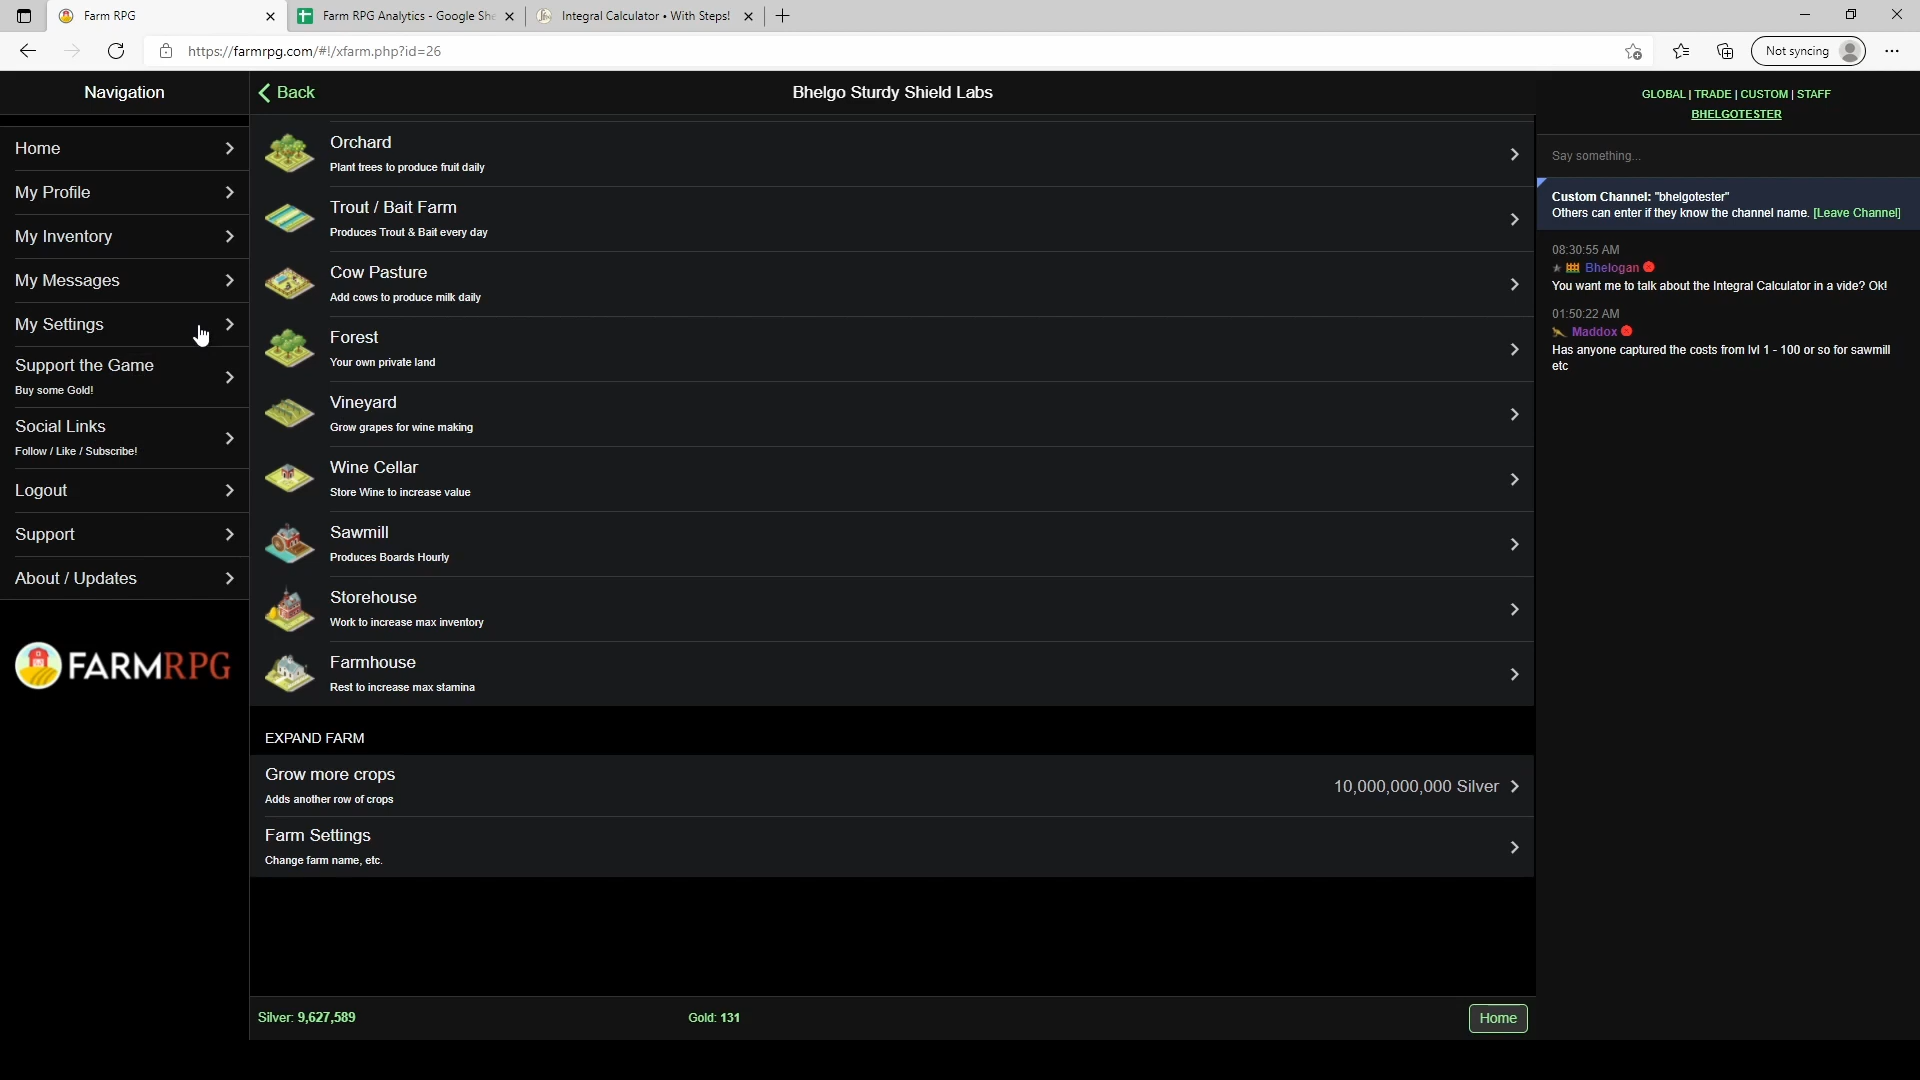 Farm RPG
Farm RPG Analytics - Google She
Integral Calculator • With Steps!
https://farmrpg.com/#!/xfarm.php?id=26
Not syncing
Navigation
Home
My Profile
My Inventory
My Messages
My Settings
Support the Game
Buy some Gold!
Social Links
Follow / Like / Subscribe!
Logout
Support
About / Updates
FARMRPG
Back
Bhelgo Sturdy Shield Labs
Orchard
Plant trees to produce fruit daily
Trout / Bait Farm
Produces Trout & Bait every day
Cow Pasture
Add cows to produce milk daily
Forest
Your own private land
Vineyard
Grow grapes for wine making
Wine Cellar
Store Wine to increase value
Sawmill
Produces Boards Hourly
Storehouse
Work to increase max inventory
Farmhouse
Rest to increase max stamina
EXPAND FARM
Grow more crops
Adds another row of crops
10,000,000,000 Silver
Farm Settings
Change farm name, etc.
Silver: 9,627,589
Gold: 131
Home
GLOBAL | TRADE | CUSTOM | STAFF
BHELGOTESTER
Say something...
Custom Channel: "bhelgotester"
Others can enter if they know the channel name. [Leave Channel]
08:30:55 AM
Bhelogan
You want me to talk about the Integral Calculator in a vide? Ok!
01:50:22 AM
Maddox
Has anyone captured the costs from lvl 1 - 100 or so for sawmill
etc